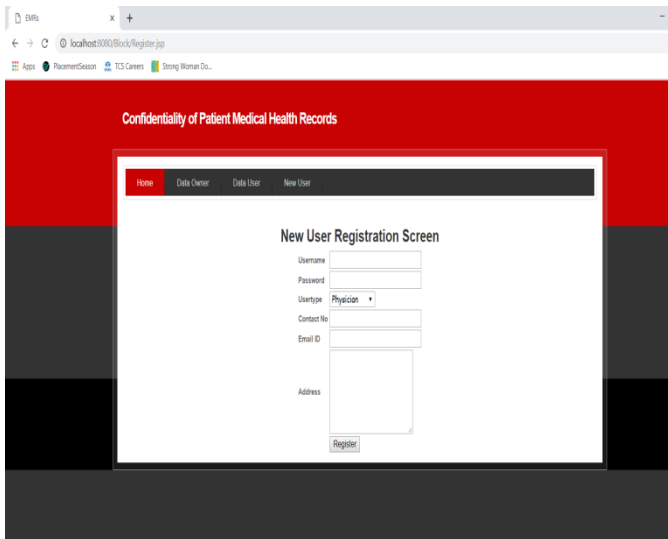 EMRs x +
localhost:8080/Block/Register.jsp
Apps PlacementSeason TCS Careers Strong Woman Do...
Confidentiality of Patient Medical Health Records
Home Data Owner Data User New User
New User Registration Screen
Username
Password
Usertype Physician
Contact No
Email ID
Address
Register